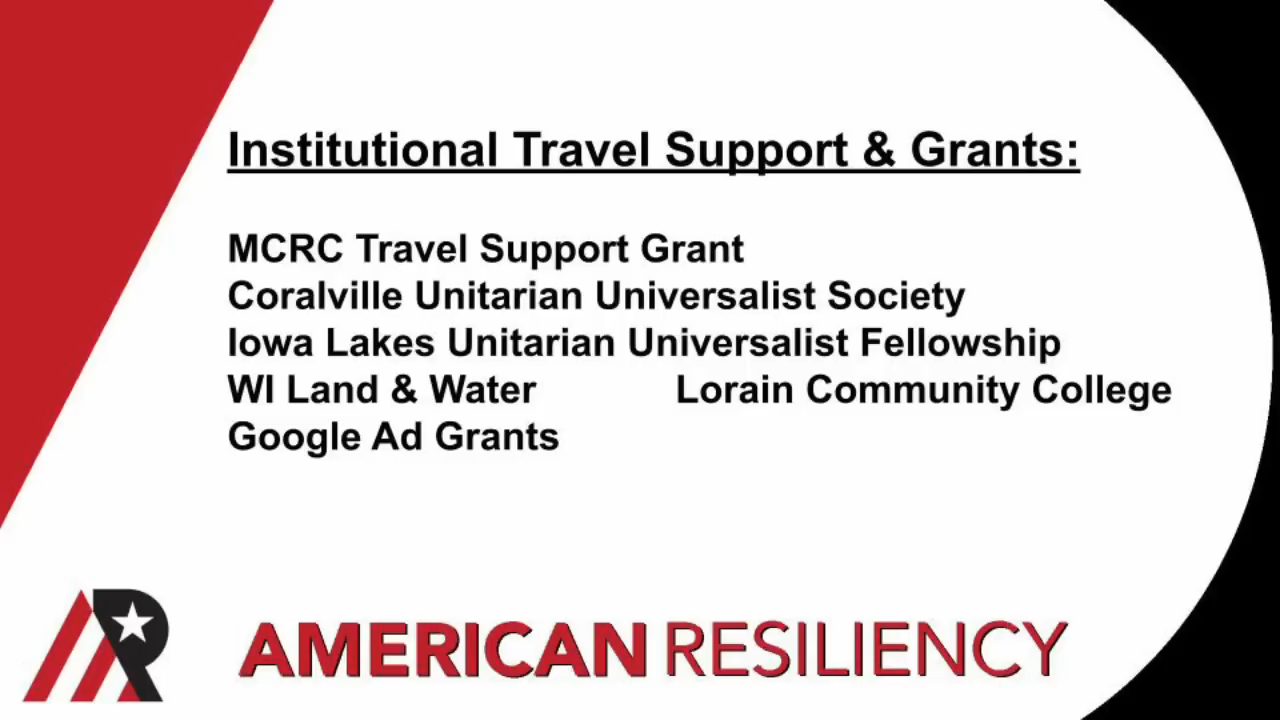 Institutional Travel Support & Grants:
MCRC Travel Support Grant
Coralville Unitarian Universalist Society
Iowa Lakes Unitarian Universalist Fellowship
WI Land & Water Lorain Community College
Google Ad Grants
AR AMERICAN RESILIENCY